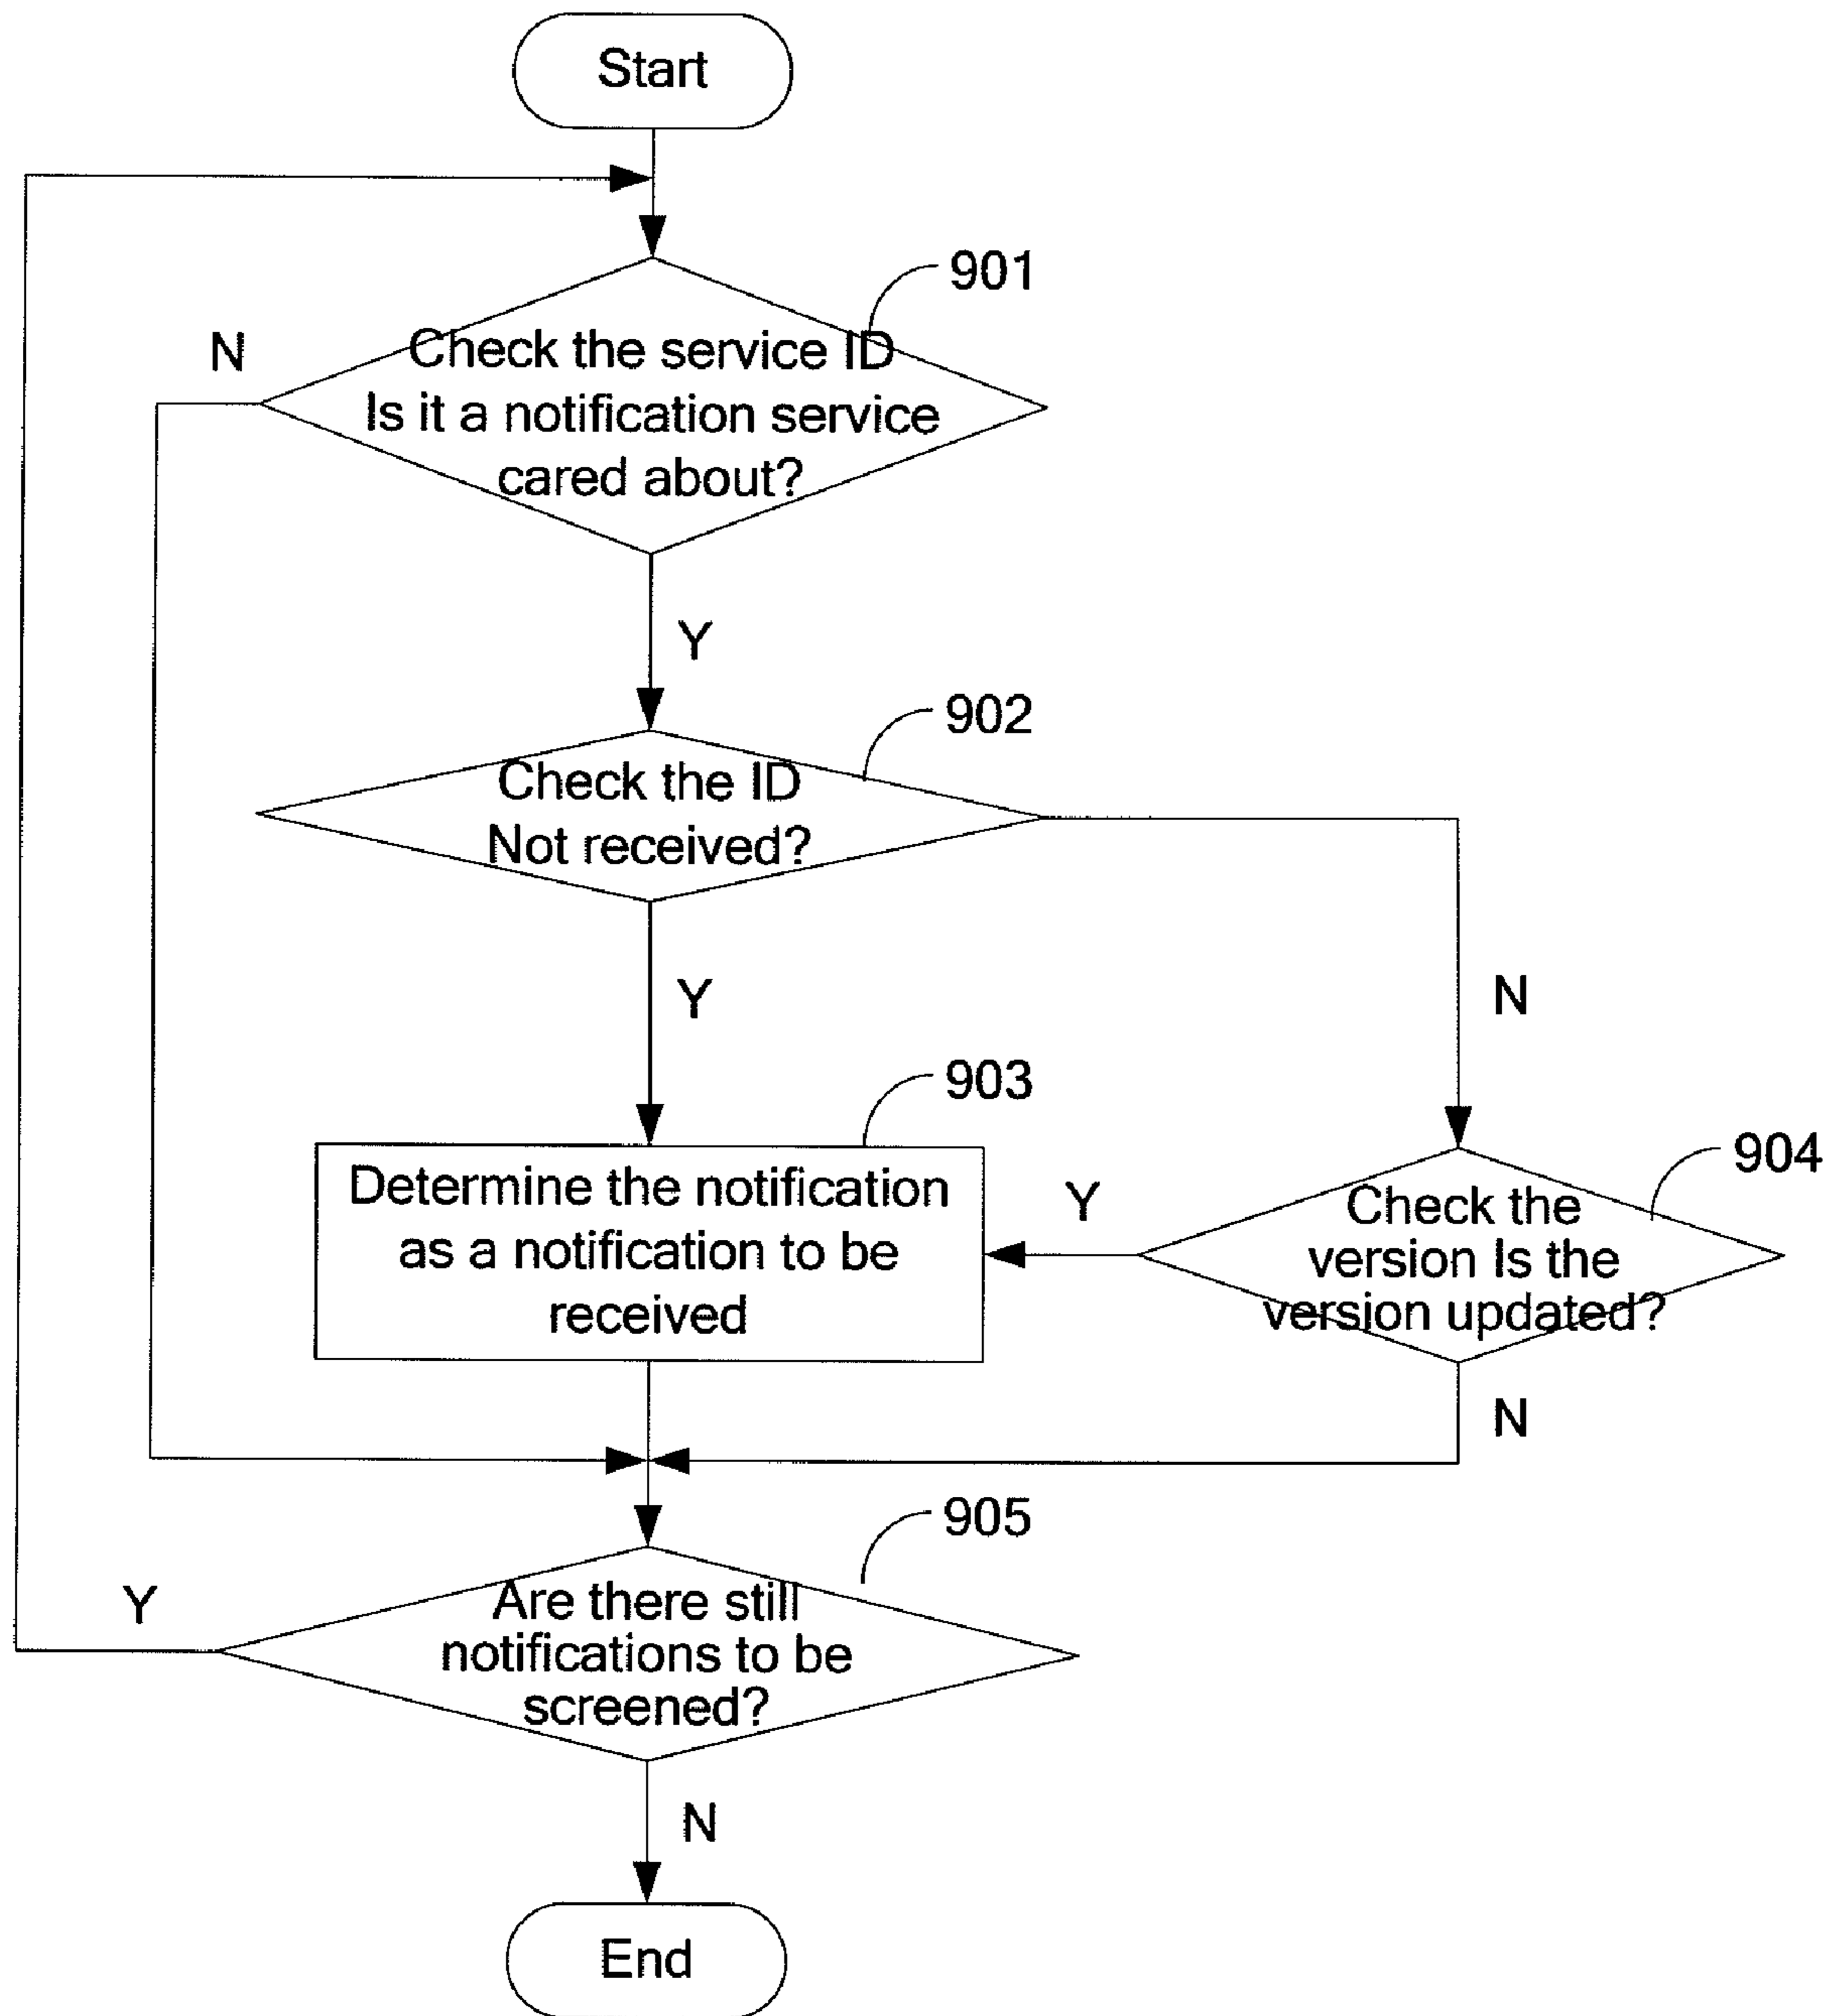 Start
901
N
Check the service ID
Is it a notification service
cared about?
Y
902
Check the ID
Not received?
Y
N
903
Determine the notification
as a notification to be
received
904
Y
Check the
version Is the
version updated?
N
905
Y
Are there still
notifications to be
screened?
N
End